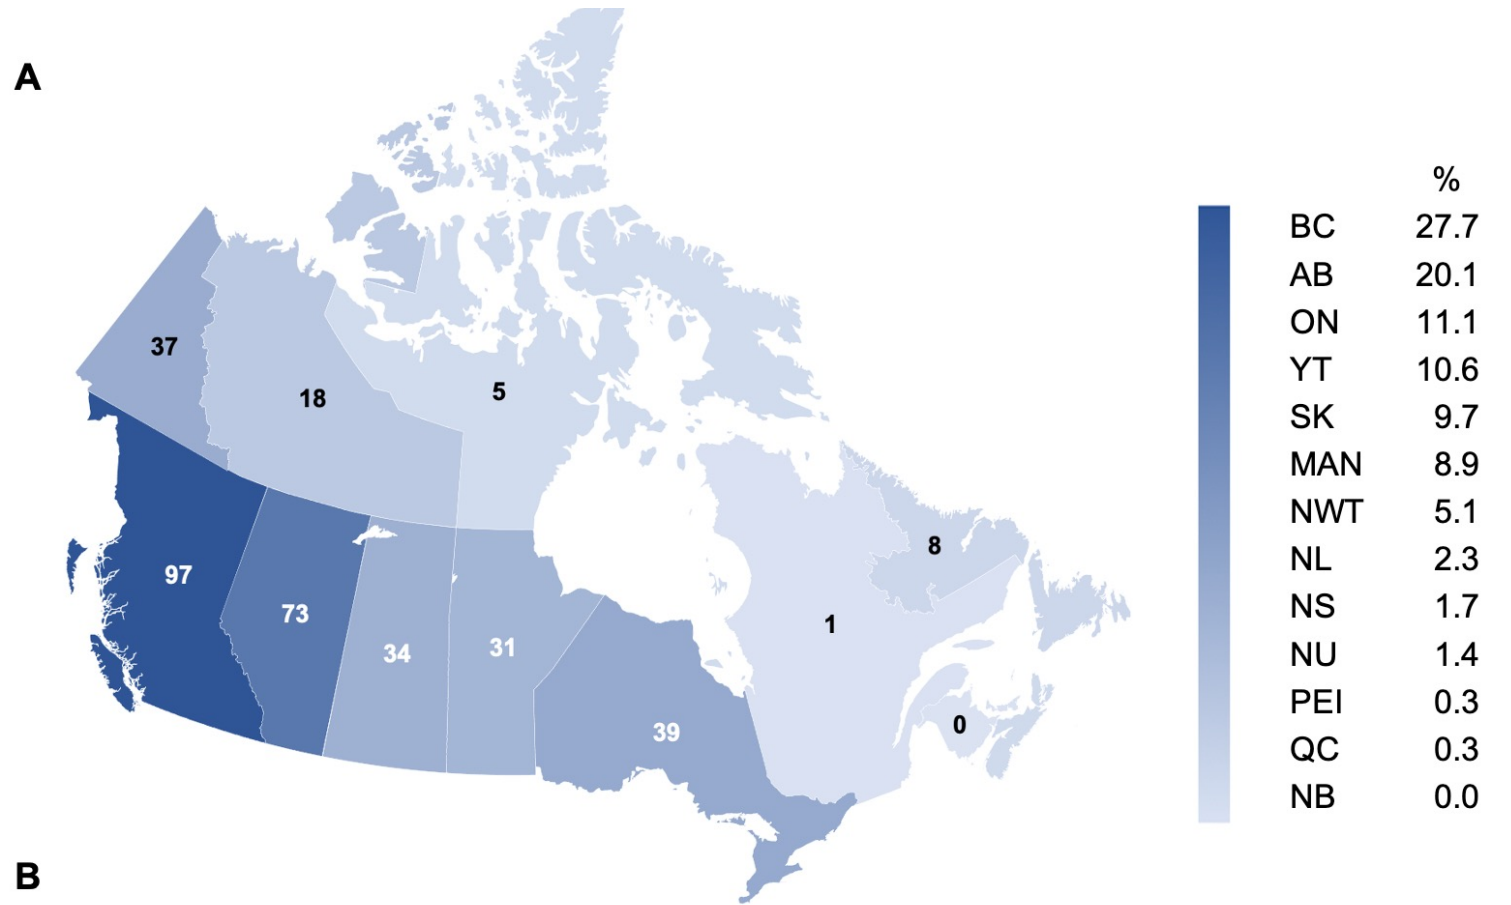 A
%
BC 27.7
AB 20.1
ON 11.1
YT 10.6
SK 9.7
MAN 8.9
NWT 5.1
NL 2.3
NS 1.7
NU 1.4
PEI 0.3
QC 0.3
NB 0.0
37
18
5
97
73
34
31
39
1
8
0
B